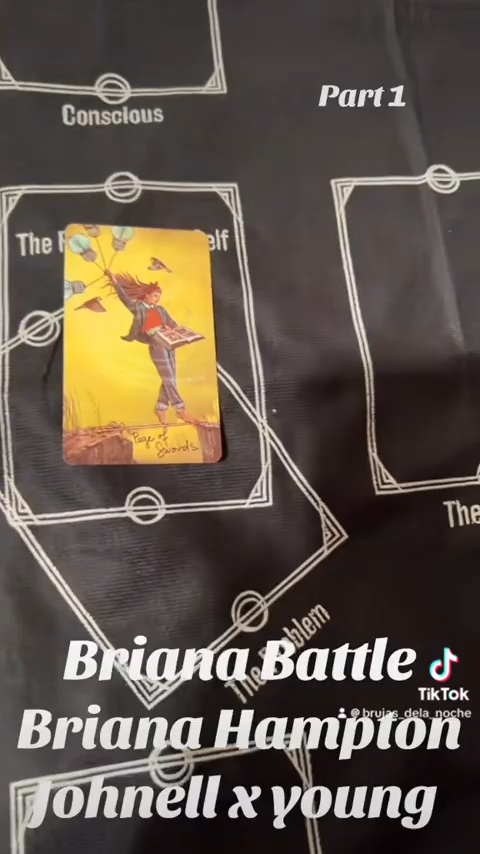 Part 1
Conscious
The
elf
Page of
Swords
The
The Problem
Briana Battle
TikTok
@brujas_dela_noche
Briana Hampton
Johnell x young